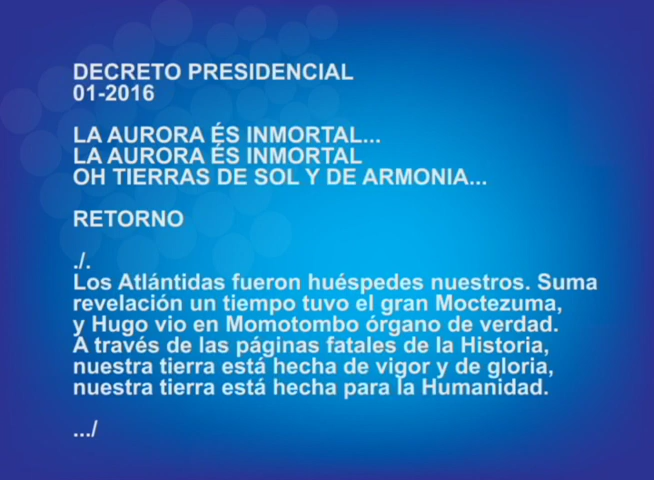 DECRETO PRESIDENCIAL
01-2016
LA AURORA ÉS INMORTAL...
LA AURORA ÉS INMORTAL
OH TIERRAS DE SOL Y DE ARMONIA...
RETORNO
./.
Los Atlántidas fueron huéspedes nuestros. Suma
revelación un tiempo tuvo el gran Moctezuma,
y Hugo vio en Momotombo órgano de verdad.
A través de las páginas fatales de la Historia,
nuestra tierra está hecha de vigor y de gloria,
nuestra tierra está hecha para la Humanidad.
.../